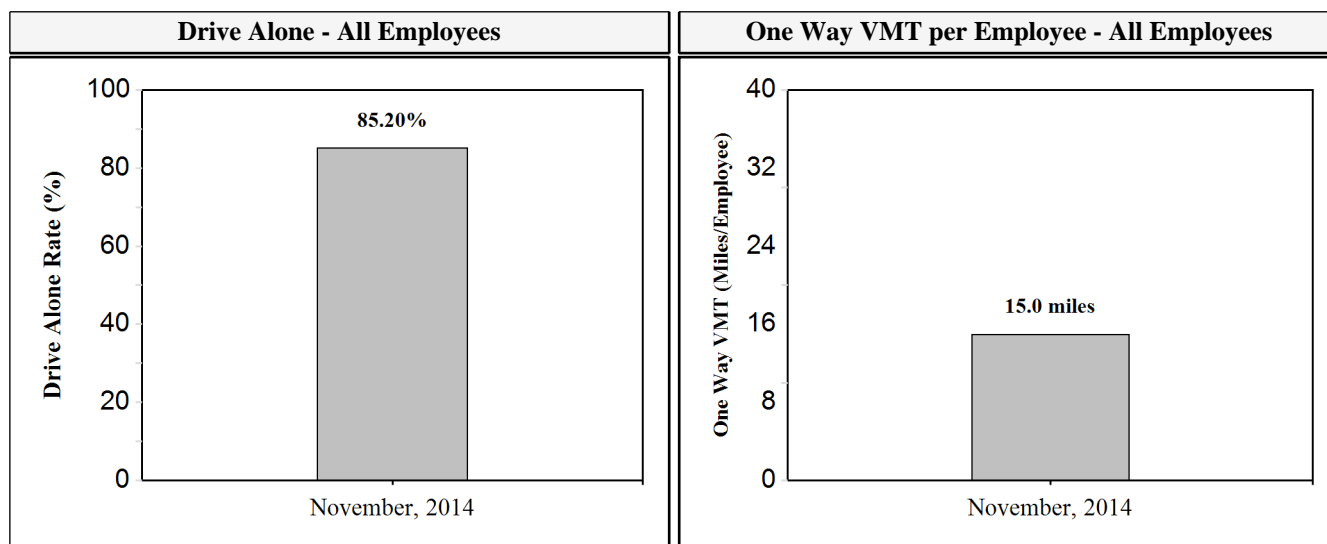 Drive Alone - All Employees
One Way VMT per Employee - All Employees
Drive Alone Rate (%)
100
80
60
40
20
0
85.20%
November, 2014
One Way VMT (Miles/Employee)
40
32
24
16
8
0
15.0 miles
November, 2014